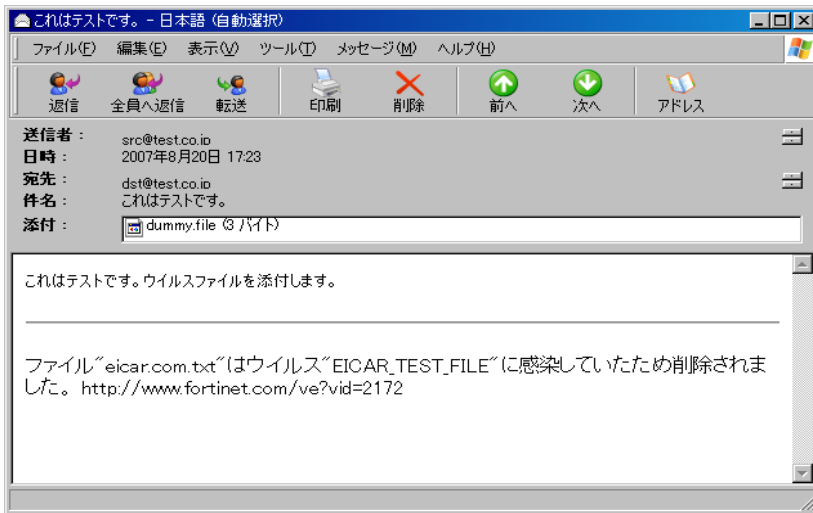 これはテストです。 - 日本語 (自動選択)
ファイル(F) 編集(E) 表示(V) ツール(T) メッセージ(M) ヘルプ(H)
返信 全員へ返信 転送 印刷 削除 前へ 次へ アドレス
送信者: src@test.co.jp
日時: 2007年8月20日 17:23
宛先: dst@test.co.jp
件名: これはテストです。
添付: dummy.file (3 バイト)
これはテストです。ウイルスファイルを添付します。
ファイル"eicar.com.txt"はウイルス"EICAR_TEST_FILE"に感染していたため削除されま
した。http://www.fortinet.com/ve?vid=2172